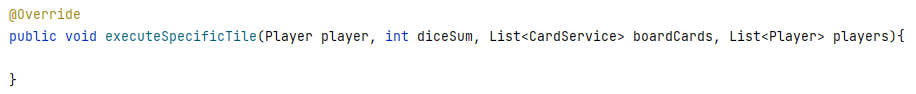 @Override
public void executeSpecificTile(Player player, int diceSum, List<CardService> boardCards, List<Player> players){
}